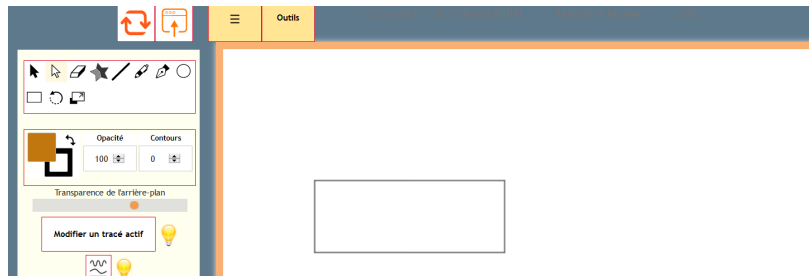 ☰ Outils
Opacité Contours
100 0
Transparence de l'arrière-plan
Modifier un tracé actif